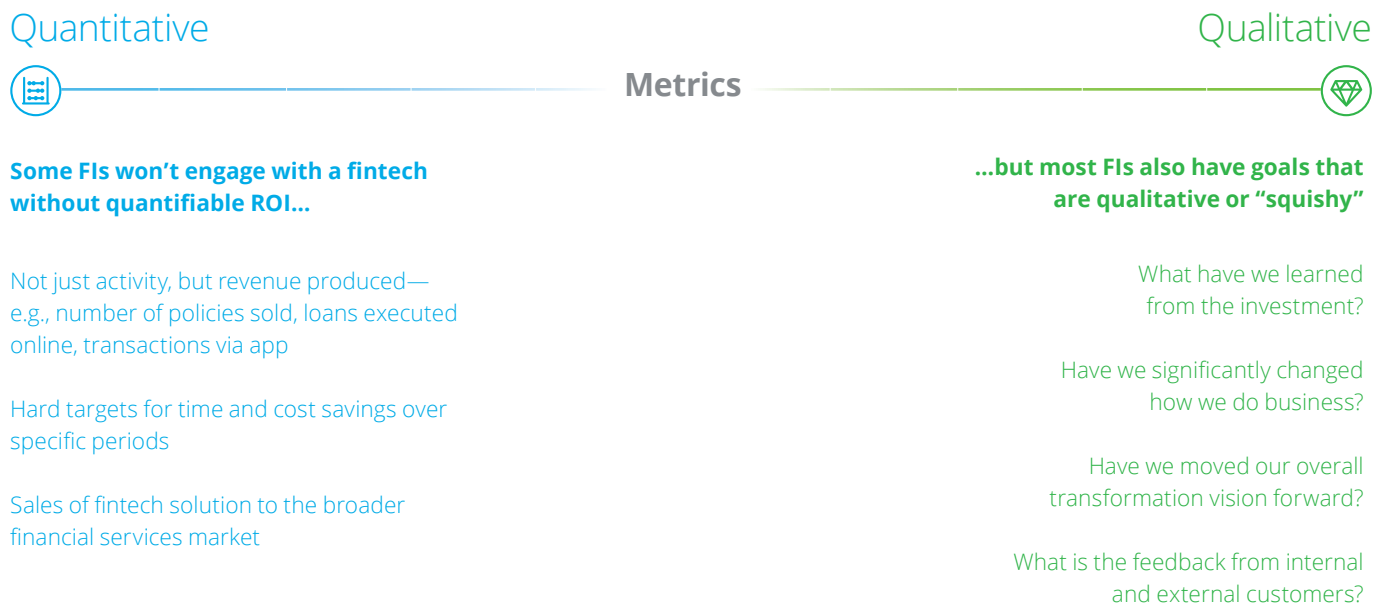 Quantitative
Qualitative
Metrics
Some FIs won’t engage with a fintech
without quantifiable ROI...
Not just activity, but revenue produced—
e.g., number of policies sold, loans executed
online, transactions via app
Hard targets for time and cost savings over
specific periods
Sales of fintech solution to the broader
financial services market
...but most FIs also have goals that
are qualitative or “squishy”
What have we learned
from the investment?
Have we significantly changed
how we do business?
Have we moved our overall
transformation vision forward?
What is the feedback from internal
and external customers?